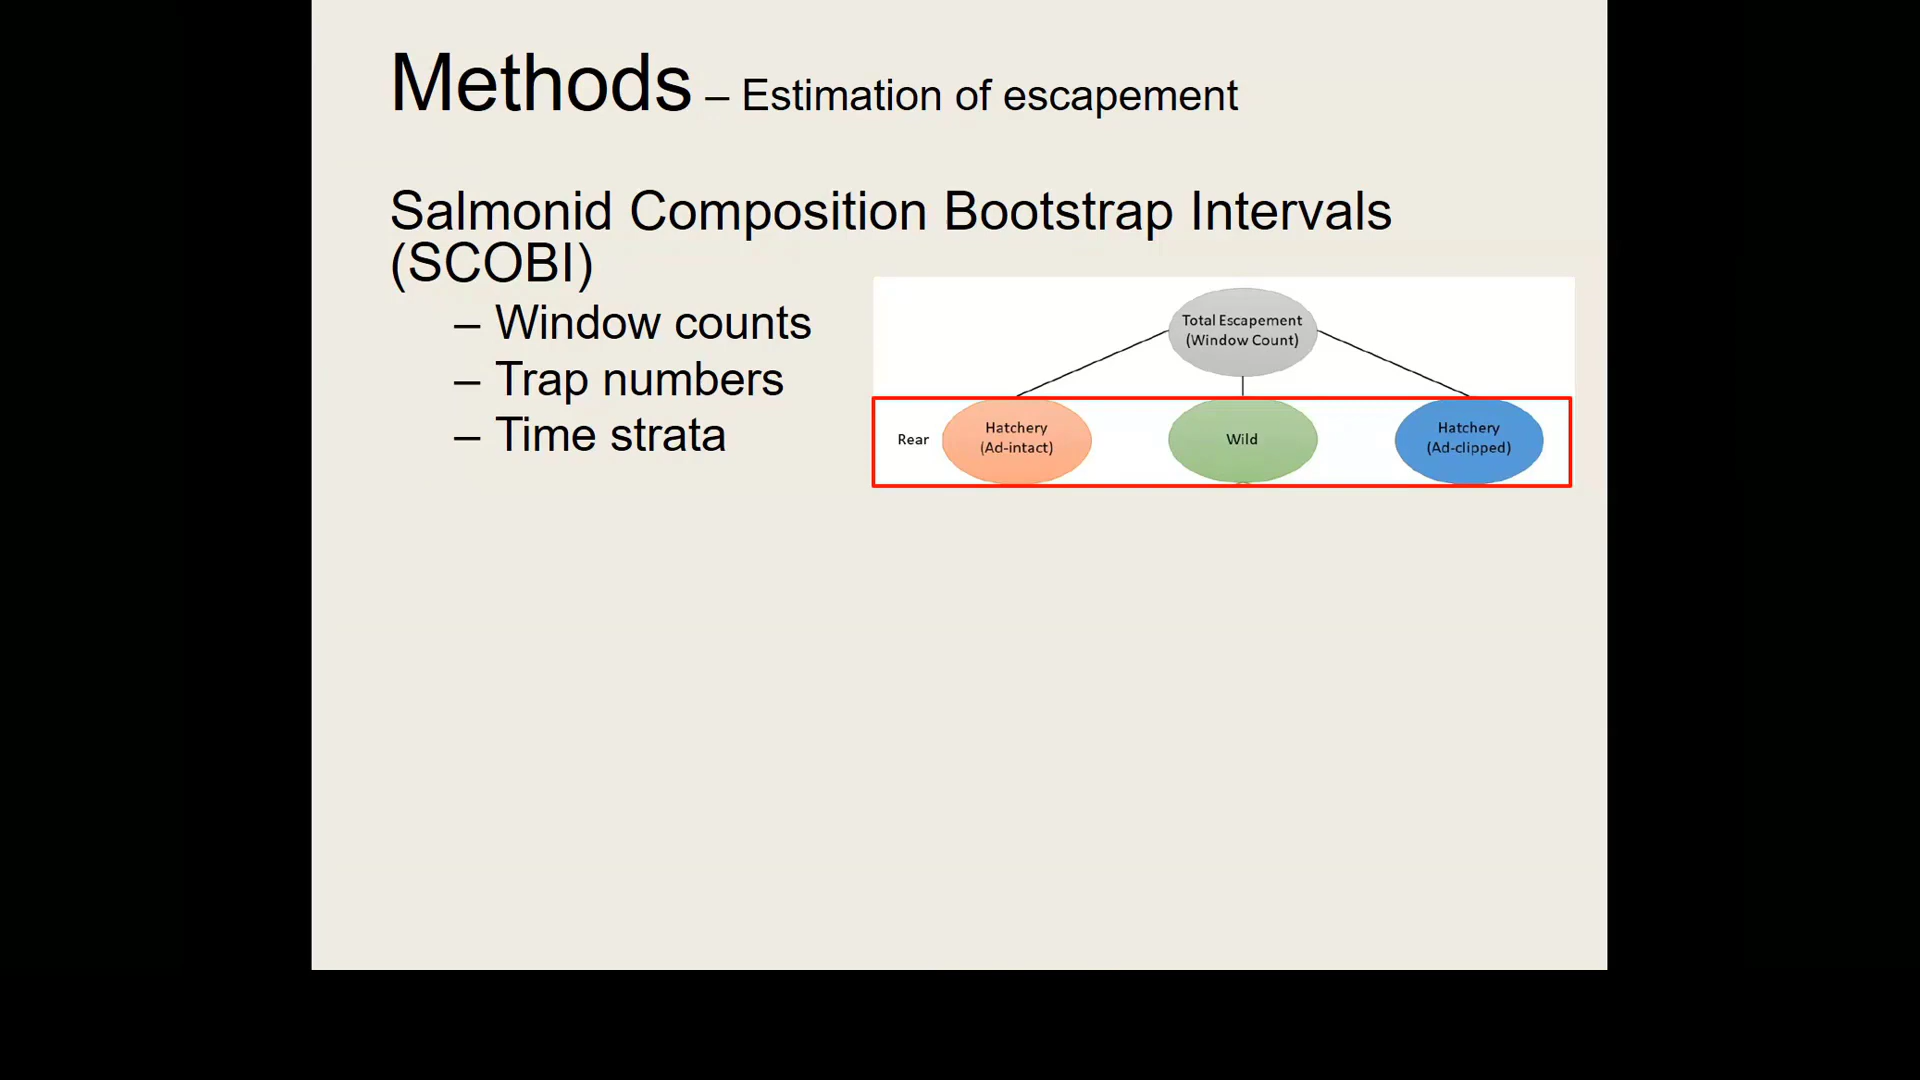 Methods – Estimation of escapement
Salmonid Composition Bootstrap Intervals
(SCOBI)
– Window counts
– Trap numbers
– Time strata
Total Escapement
(Window Count)
Rear
Hatchery
(Ad-intact)
Wild
Hatchery
(Ad-clipped)